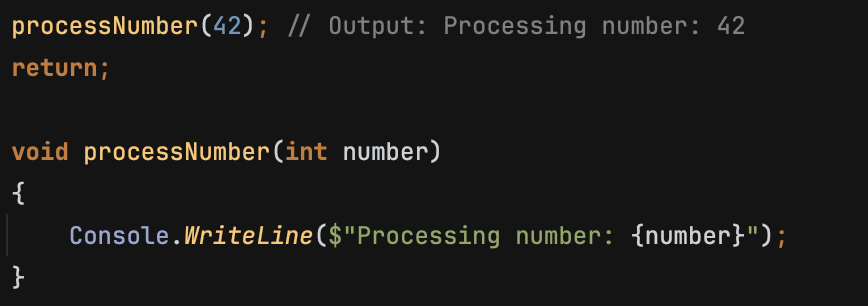 processNumber(42); // Output: Processing number: 42
return;
void processNumber(int number)
{
Console.WriteLine($"Processing number: {number}");
}